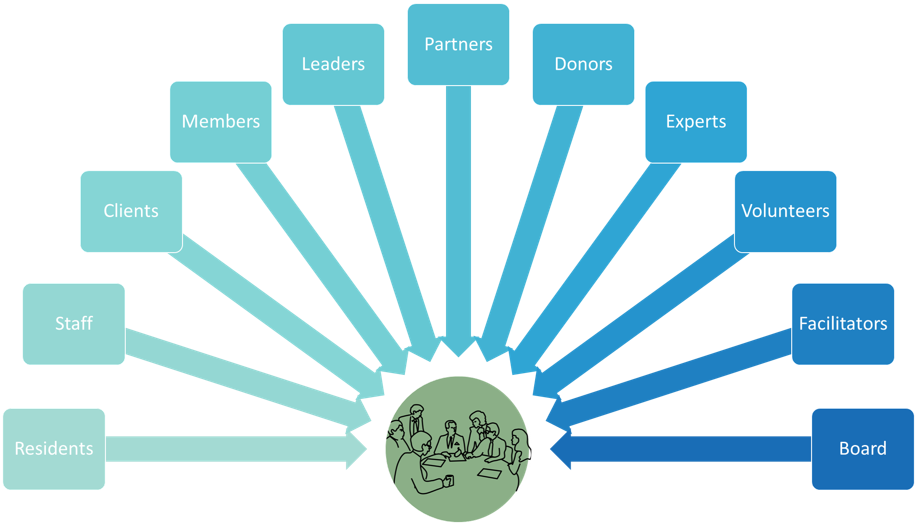 Partners
Leaders
Donors
Members
Experts
Clients
Volunteers
Staff
Facilitators
Residents
Board